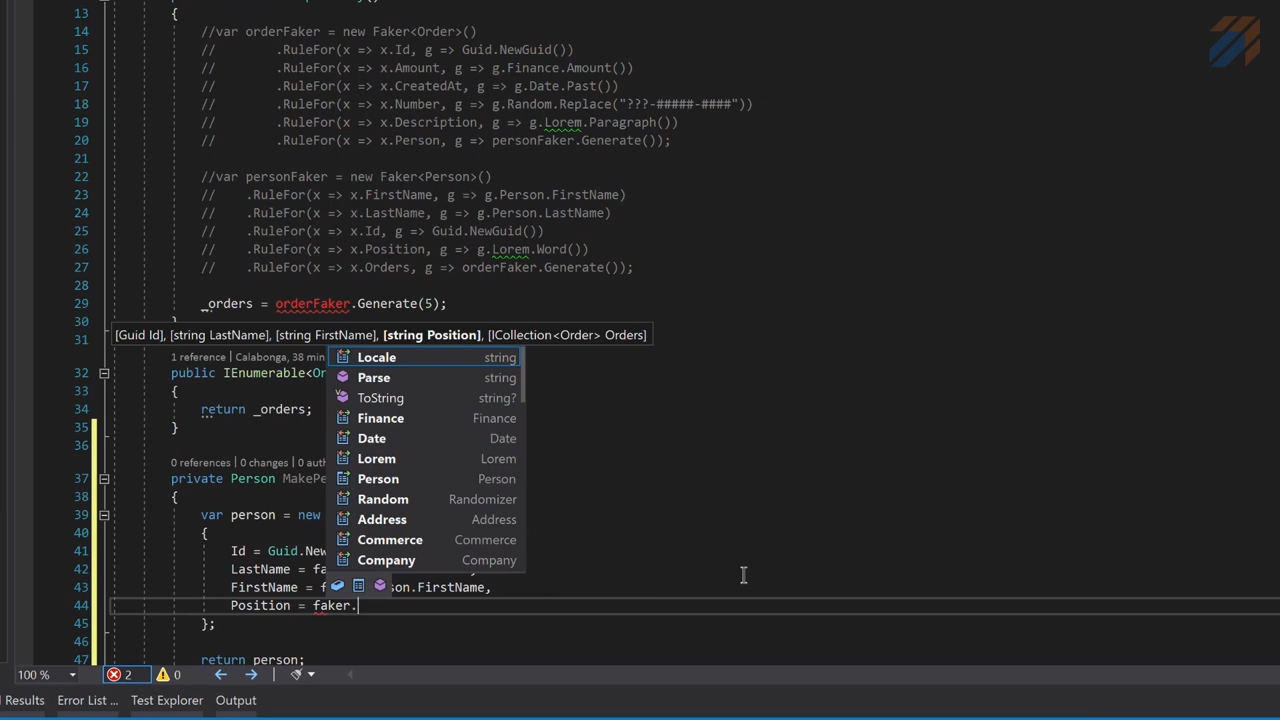 13 {
14 //var orderFaker = new Faker<Order>()
15 // .RuleFor(x => x.Id, g => Guid.NewGuid())
16 // .RuleFor(x => x.Amount, g => g.Finance.Amount())
17 // .RuleFor(x => x.CreatedAt, g => g.Date.Past())
18 // .RuleFor(x => x.Number, g => g.Random.Replace("???-#####-####"))
19 // .RuleFor(x => x.Description, g => g.Lorem.Paragraph())
20 // .RuleFor(x => x.Person, g => personFaker.Generate());
21
22 //var personFaker = new Faker<Person>()
23 // .RuleFor(x => x.FirstName, g => g.Person.FirstName)
24 // .RuleFor(x => x.LastName, g => g.Person.LastName)
25 // .RuleFor(x => x.Id, g => Guid.NewGuid())
26 // .RuleFor(x => x.Position, g => g.Lorem.Word())
27 // .RuleFor(x => x.Orders, g => orderFaker.Generate());
28
29 _orders = orderFaker.Generate(5);
30 }
31 [Guid Id], [string LastName], [string FirstName], [string Position], [ICollection<Order> Orders]
1 reference | Calabonga, 38 min
32 public IEnumerable<Or
33 {
34 return _orders;
35 }
36
0 references | 0 changes | 0 auth
37 private Person MakePe
38 {
39 var person = new
40 {
41 Id = Guid.New
42 LastName = fa
43 FirstName = f son.FirstName,
44 Position = faker.
45 };
46
47 return person;
Locale string
Parse string
ToString string?
Finance Finance
Date Date
Lorem Lorem
Person Person
Random Randomizer
Address Address
Commerce Commerce
Company Company
100 % 2 0
l Results Error List ... Test Explorer Output